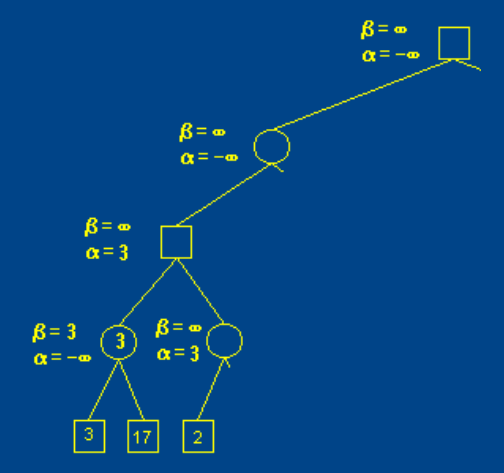 β = ∞
α = −∞
β = ∞
α = −∞
β = ∞
α = 3
β = 3
α = −∞
3
β = ∞
α = 3
3
17
2